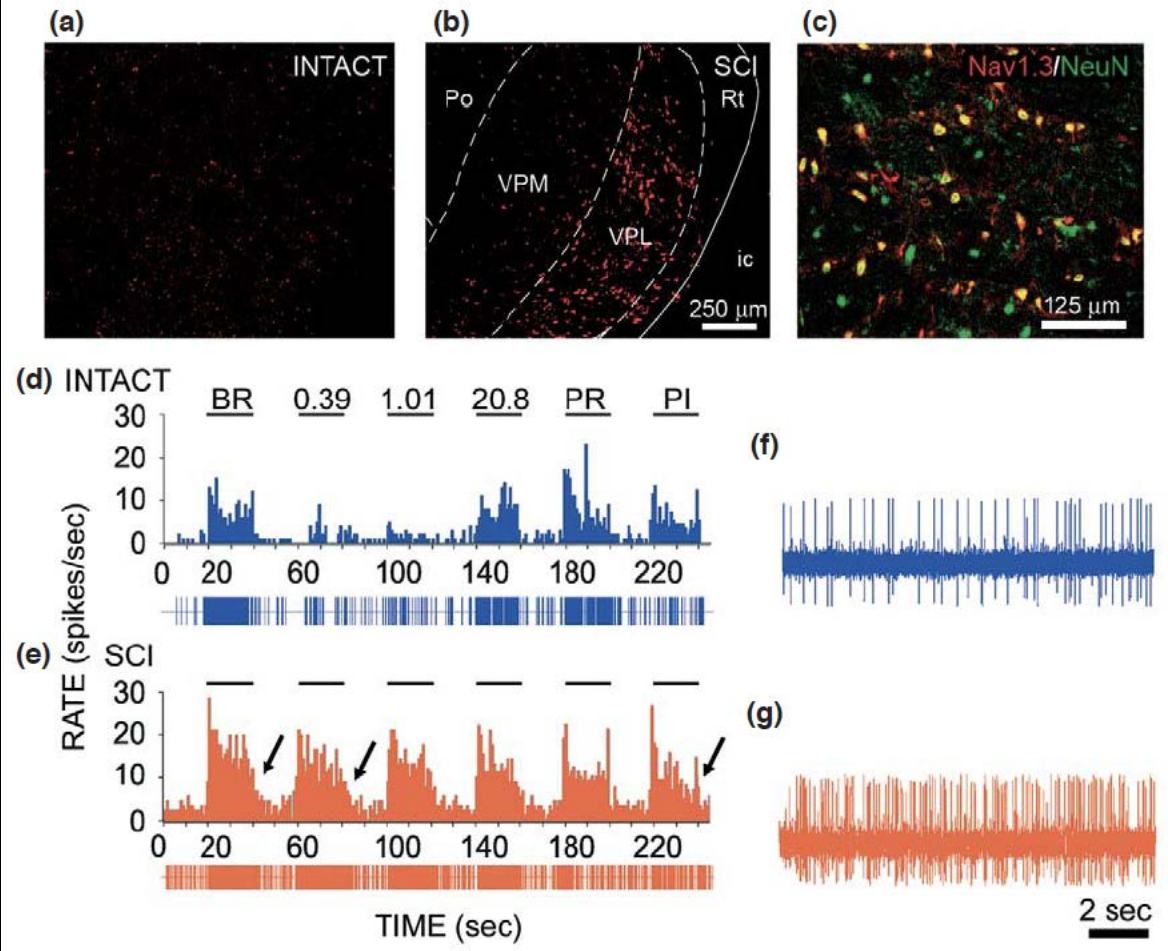 (a)
INTACT
(b)
SCI
Po
Rt
VPM
VPL
ic
250 μm
(c)
Nav1.3/NeuN
125 μm
(d) INTACT
BR 0.39 1.01 20.8 PR PI
30
20
10
0
0 20 60 100 140 180 220
(e) SCI
30
20
10
0
0 20 60 100 140 180 220
RATE (spikes/sec)
TIME (sec)
(f)
(g)
2 sec